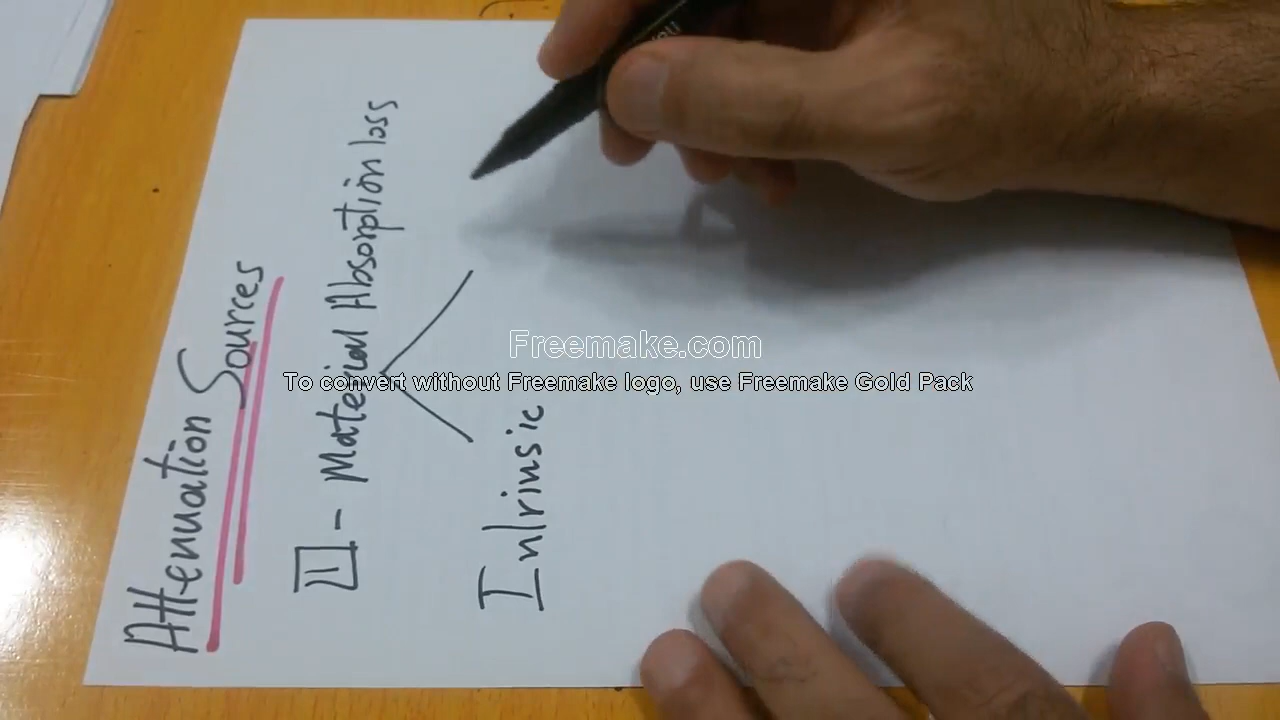 Attenuation Sources
1 - Material Absorption loss
Intrinsic
Freemake.com
To convert without Freemake logo, use Freemake Gold Pack